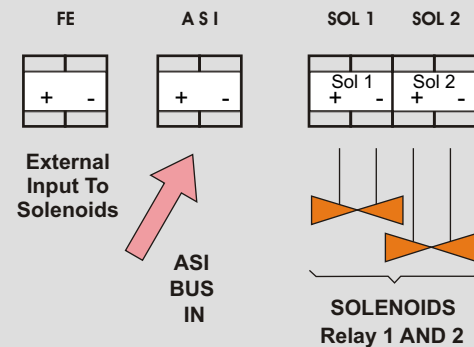 FE
A S I
SOL 1 SOL 2
+ -
+ -
Sol 1 Sol 2
+ - + -
External
Input To
Solenoids
ASI
BUS
IN
SOLENOIDS
Relay 1 AND 2